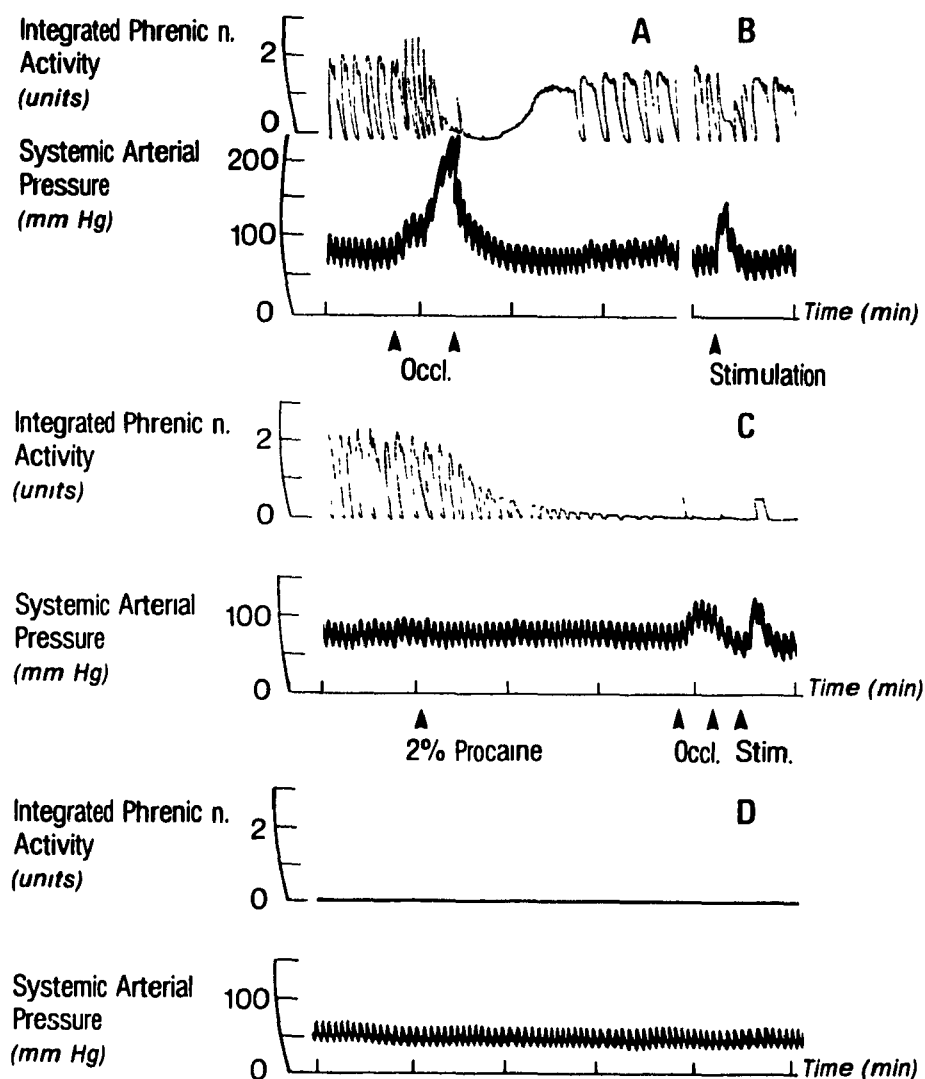 Integrated Phrenic n.
Activity
(units)
2
0
A
B
Systemic Arterial
Pressure
(mm Hg)
200
100
0
Time (min)
Occl.
Stimulation
Integrated Phrenic n.
Activity
(units)
2
0
C
Systemic Arterial
Pressure
(mm Hg)
100
0
Time (min)
2% Procaine
Occl.
Stim.
Integrated Phrenic n.
Activity
(units)
2
0
D
Systemic Arterial
Pressure
(mm Hg)
100
0
Time (min)